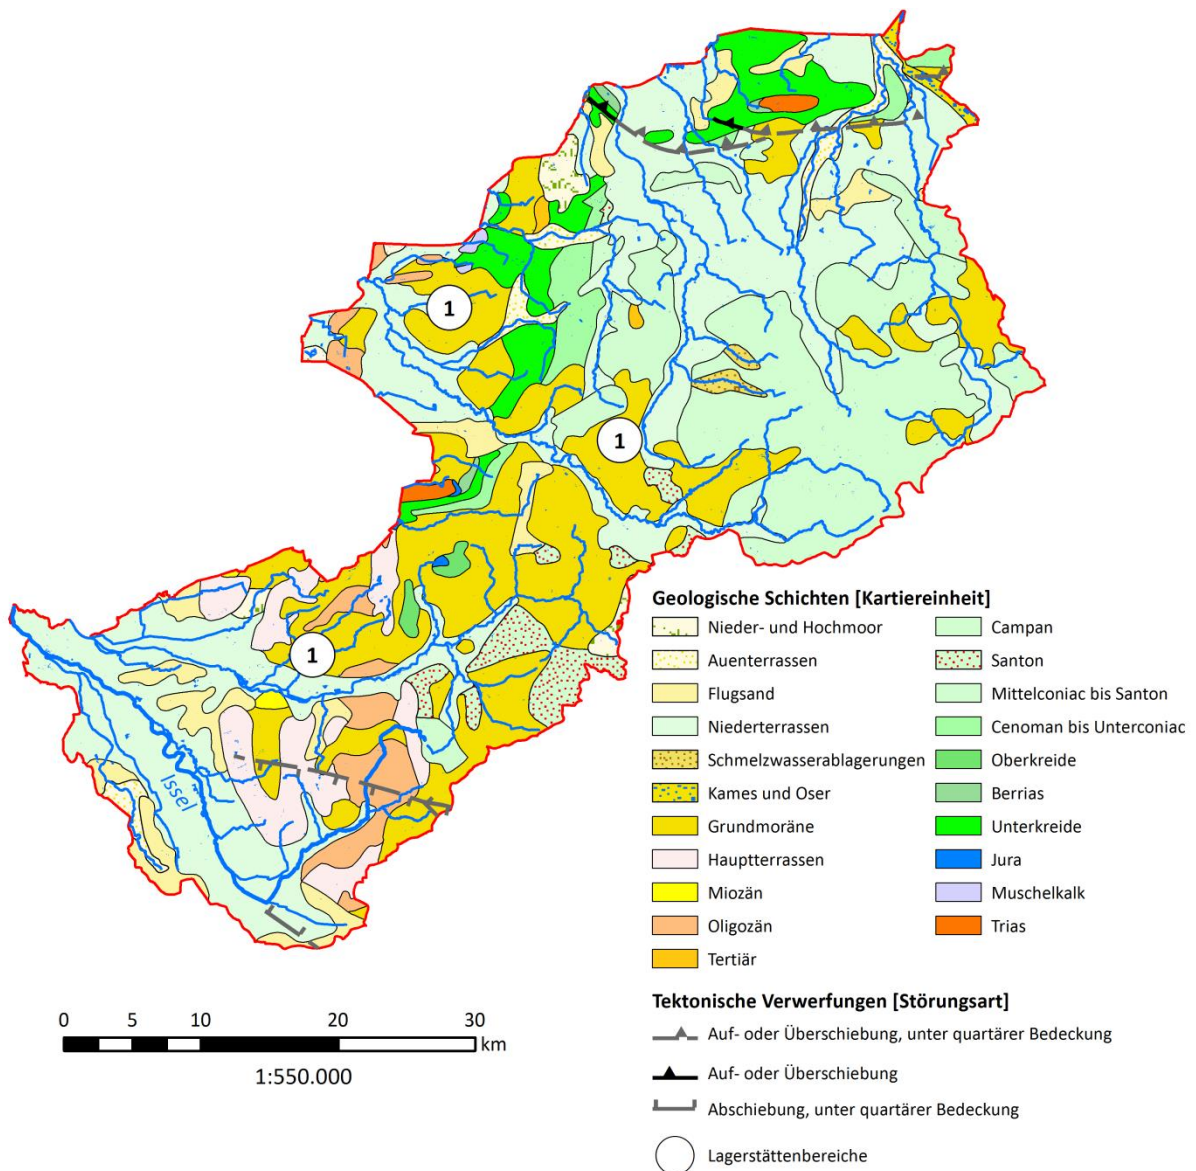 1
1
1
Issel
Geologische Schichten [Kartiereinheit]
Nieder- und Hochmoor
Auenterrassen
Flugsand
Niederterrassen
Schmelzwasserablagerungen
Kames und Oser
Grundmoräne
Hauptterrassen
Miozän
Oligozän
Tertiär
Campan
Santon
Mittelconiac bis Santon
Cenoman bis Unterconiac
Oberkreide
Berrias
Unterkreide
Jura
Muschelkalk
Trias
Tektonische Verwerfungen [Störungsart]
Auf- oder Überschiebung, unter quartärer Bedeckung
Auf- oder Überschiebung
Abschiebung, unter quartärer Bedeckung
Lagerstättenbereiche
0 5 10 20 30
km
1:550.000